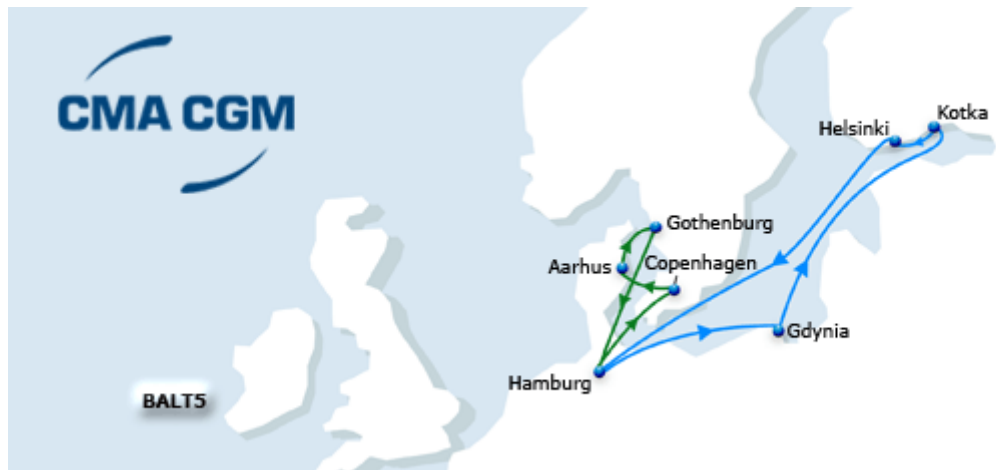 CMA CGM
Kotka
Helsinki
Gothenburg
Aarhus
Copenhagen
Gdynia
Hamburg
BALT5